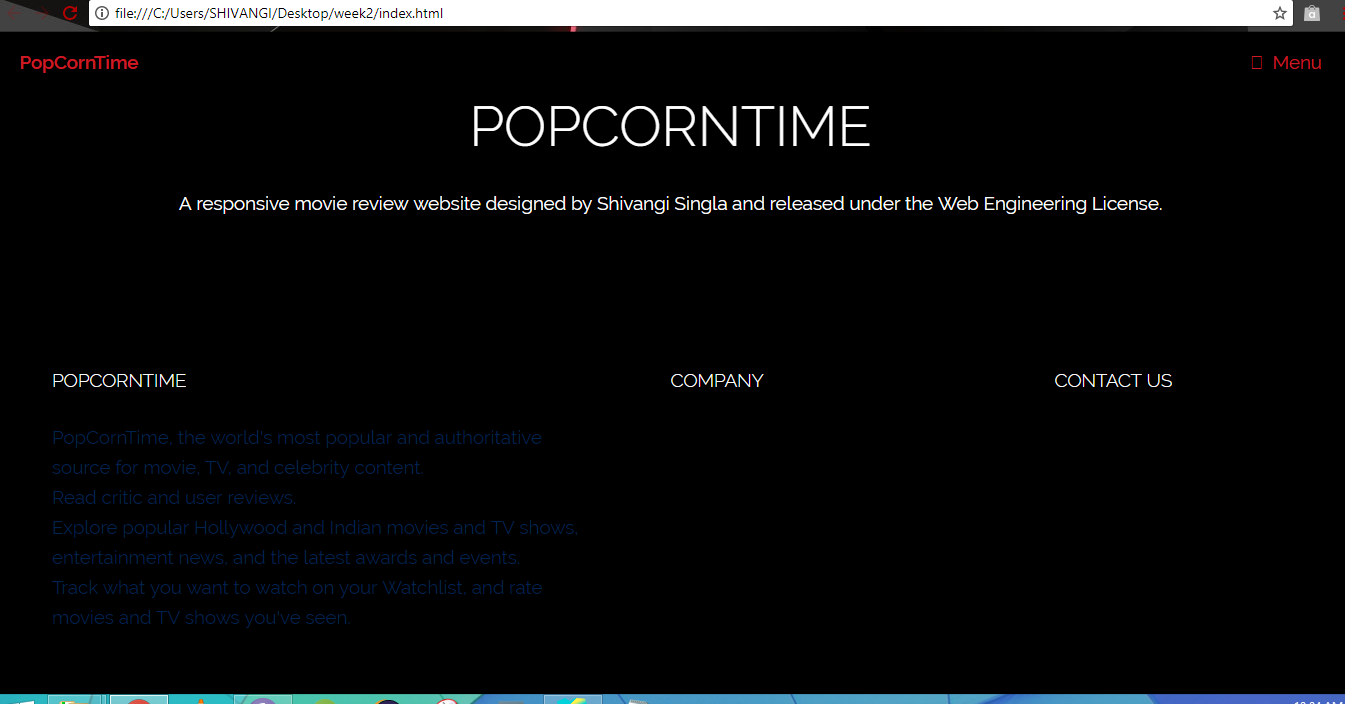 file:///C:/Users/SHIVANGI/Desktop/week2/index.html
PopCornTime
Menu
POPCORNTIME
A responsive movie review website designed by Shivangi Singla and released under the Web Engineering License.
POPCORNTIME
PopCornTime, the world's most popular and authoritative
source for movie, TV, and celebrity content.
Read critic and user reviews.
Explore popular Hollywood and Indian movies and TV shows,
entertainment news, and the latest awards and events.
Track what you want to watch on your Watchlist, and rate
movies and TV shows you've seen.
COMPANY
CONTACT US